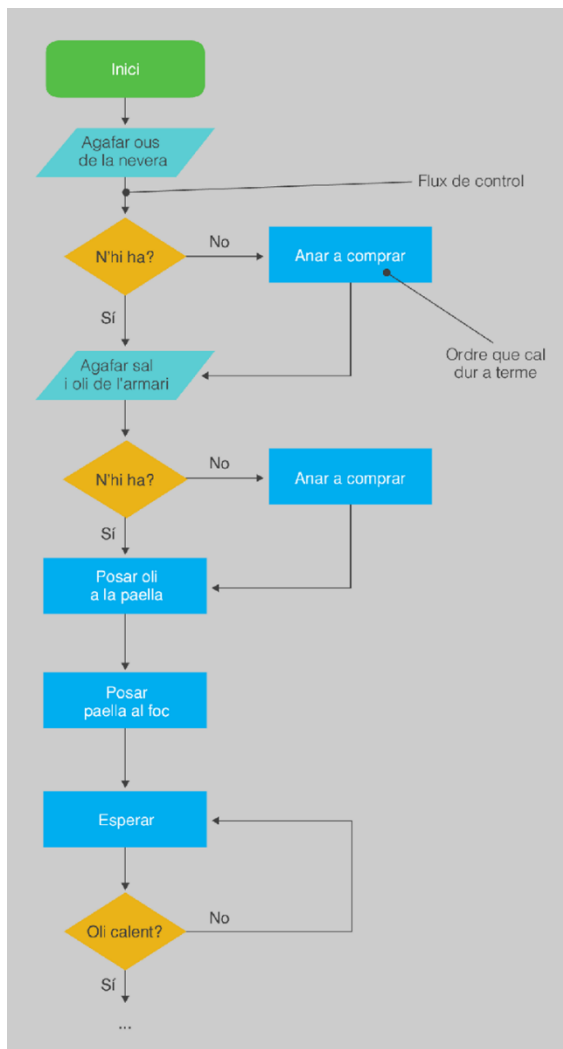 Inici
Agafar ous
de la nevera
Flux de control
N'hi ha?
No
Anar a comprar
Sí
Ordre que cal
dur a terme
Agafar sal
i oli de l'armari
N'hi ha?
No
Anar a comprar
Sí
Posar oli
a la paella
Posar
paella al foc
Esperar
Oli calent?
No
Sí
...